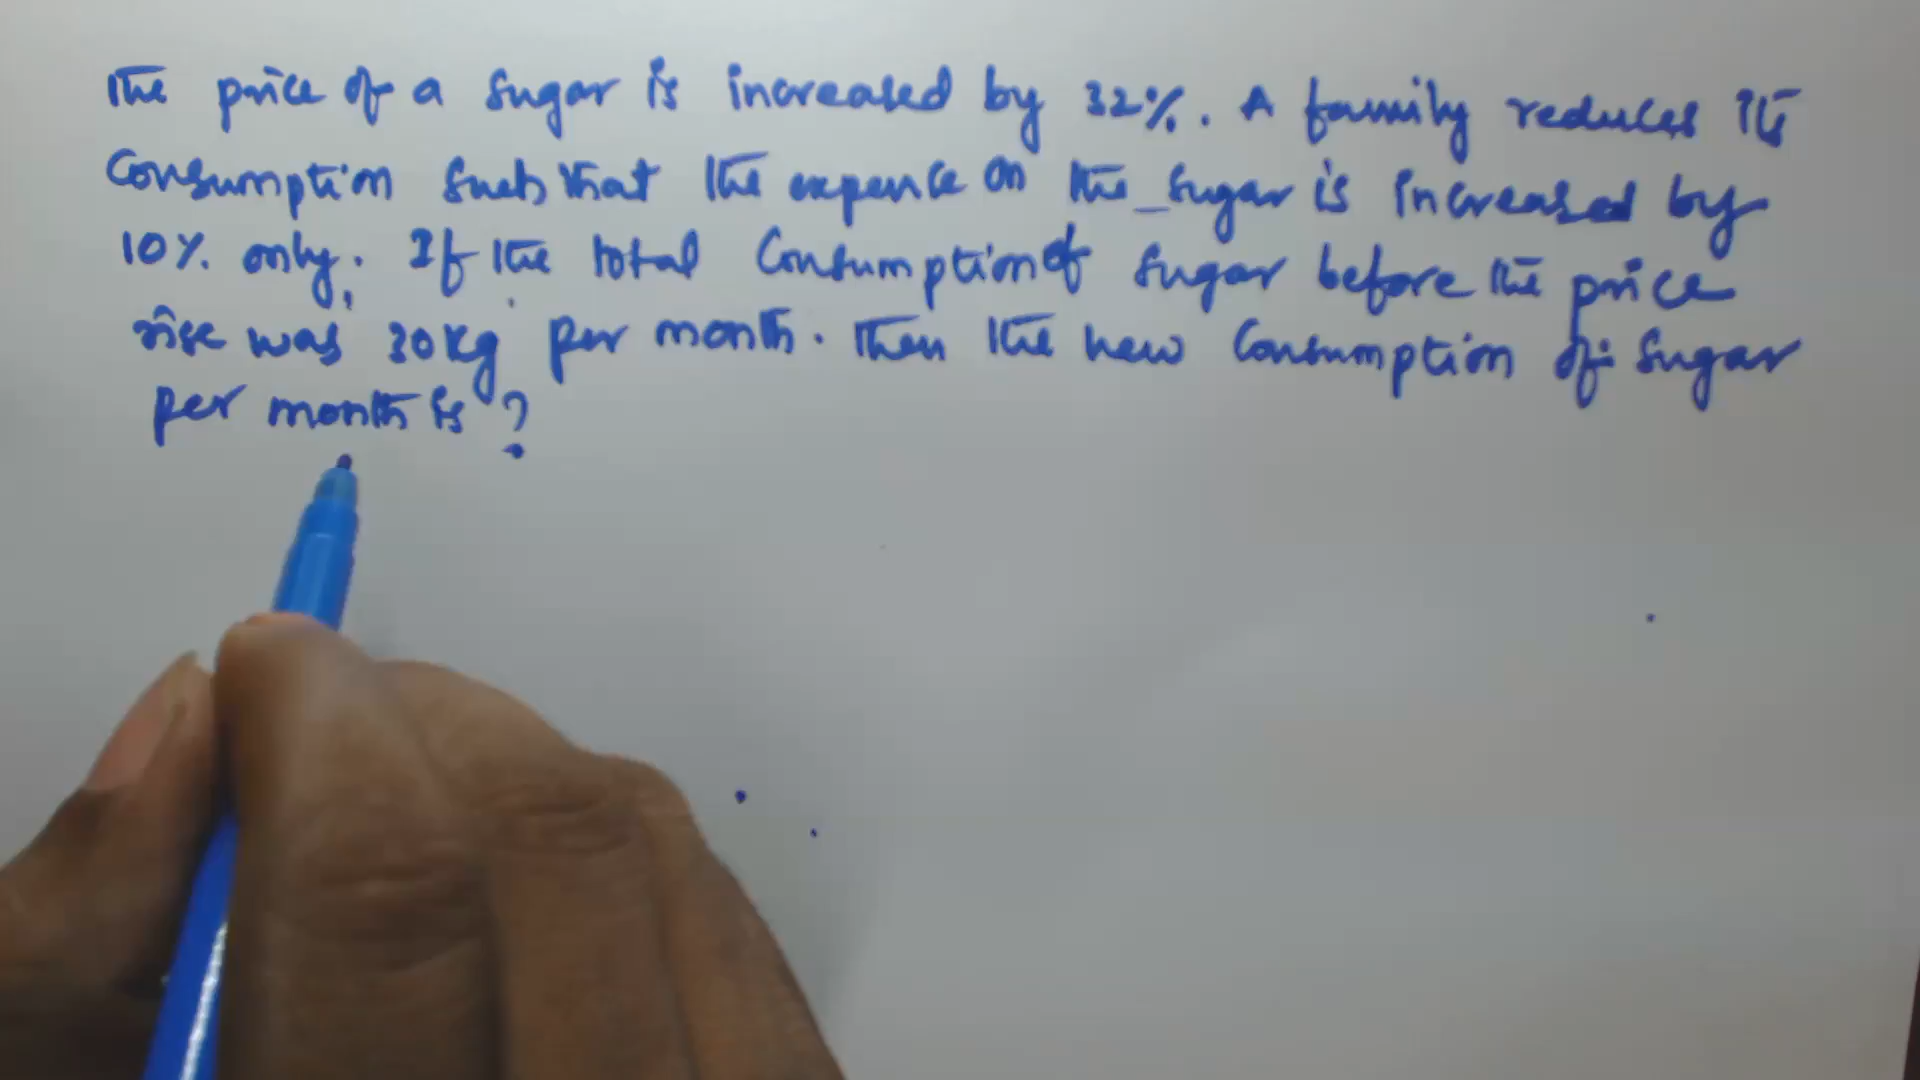 The price of a sugar is increased by 32%. A family reduces its
Consumption such that the expence on the sugar is increased by
10% only. If the total Consumption of sugar before the price
rise was 30kg per month. Then the new Consumption of sugar
per month is ?